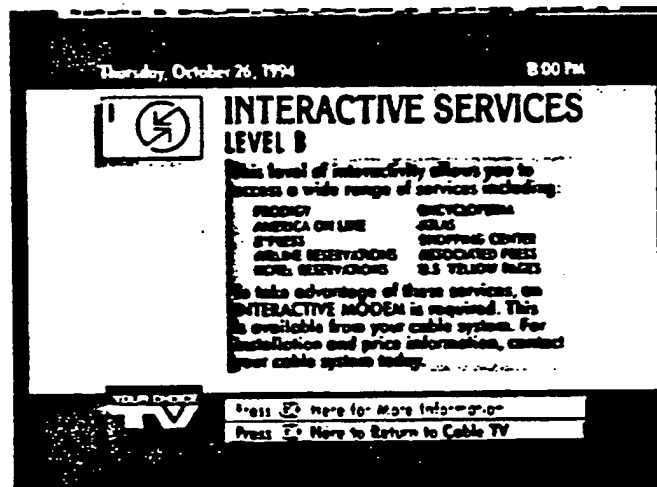 Thursday, October 26, 1994
8:00 PM
INTERACTIVE SERVICES
LEVEL B
This level of interactivity allows you to
access a wide range of services including:
PRODIGY ENCYCLOPEDIA
AMERICA ON LINE ATLAS
X*PRESS SHOPPING CENTER
AIRLINE RESERVATIONS ASSOCIATED PRESS
HOTEL RESERVATIONS U.S YELLOW PAGES
To take advantage of these services, an
INTERACTIVE MODEM is required. This
is available from your cable system. For
installation and price information, contact
your cable system today.
YOUR CHOICE
TV
Press Here for More Information
Press Here to Return to Cable TV